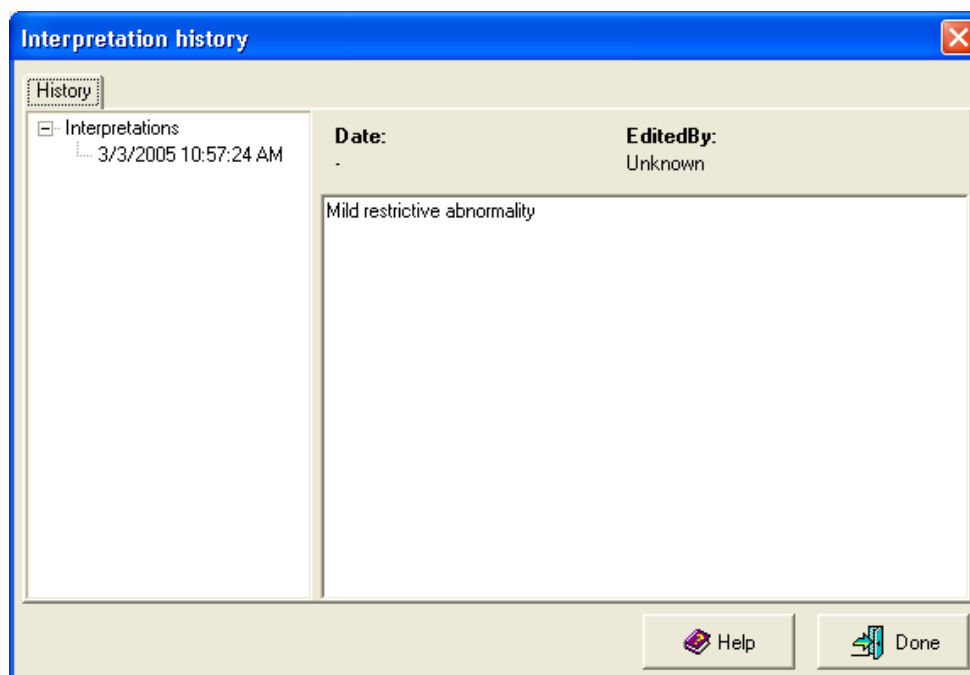 Interpretation history
History
Interpretations
3/3/2005 10:57:24 AM
Date:
-
EditedBy:
Unknown
Mild restrictive abnormality
Help
Done